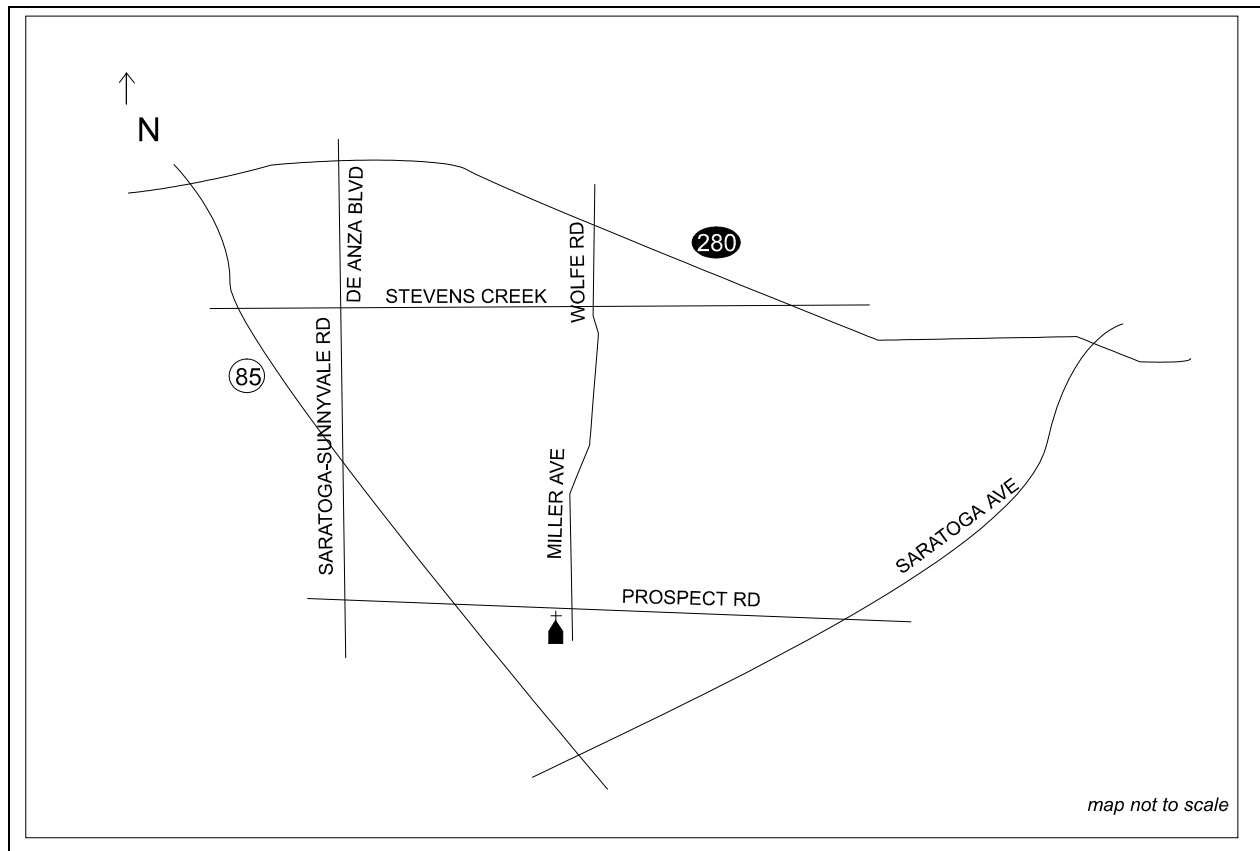 N
DE ANZA BLVD
WOLFE RD
280
STEVENS CREEK
SARATOGA-SUNNYVALE RD
85
MILLER AVE
SARATOGA AVE
PROSPECT RD
map not to scale